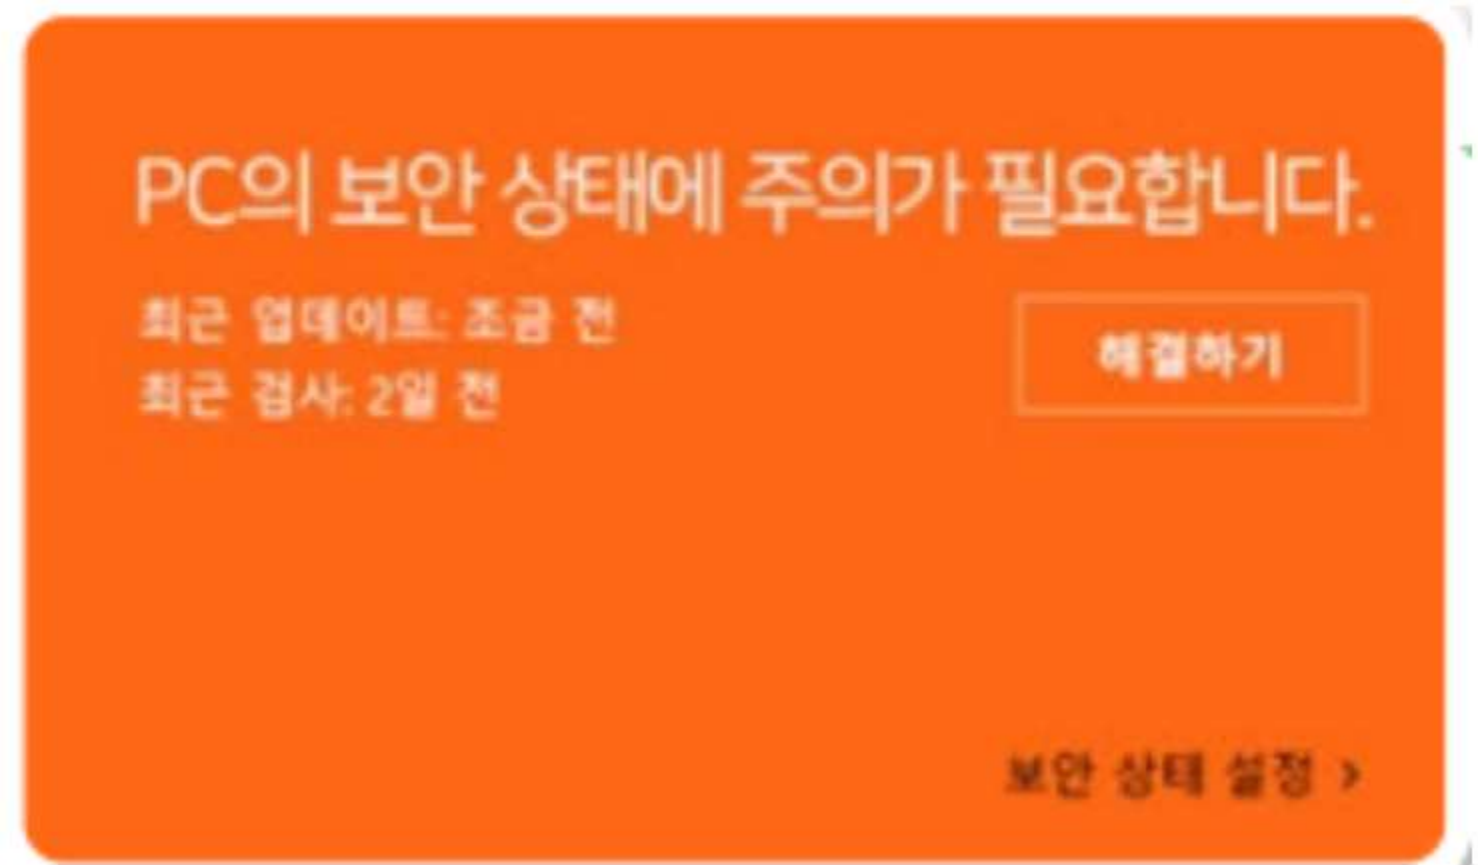 PC의 보안 상태에 주의가 필요합니다.
최근 업데이트: 조금 전
해결하기
최근 검사: 2일 전
보안 상태 설정 >